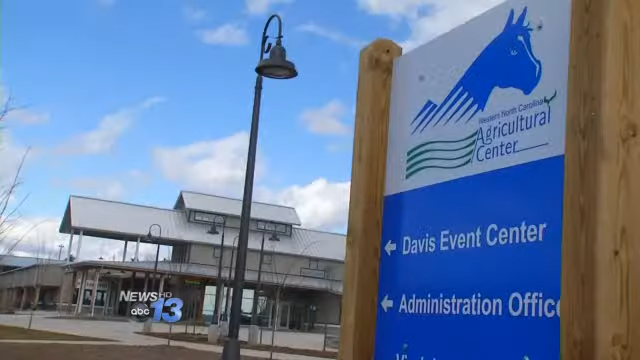 Western North Carolina
Agricultural
Center
← Davis Event Center
← Administration Office
NEWS HD
abc 13